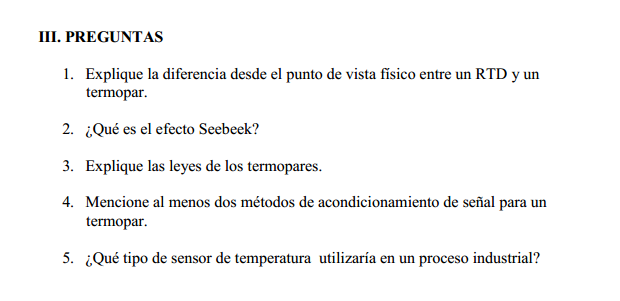 III. PREGUNTAS
1. Explique la diferencia desde el punto de vista físico entre un RTD y un
termopar.
2. ¿Qué es el efecto Seebeek?
3. Explique las leyes de los termopares.
4. Mencione al menos dos métodos de acondicionamiento de señal para un
termopar.
5. ¿Qué tipo de sensor de temperatura utilizaría en un proceso industrial?